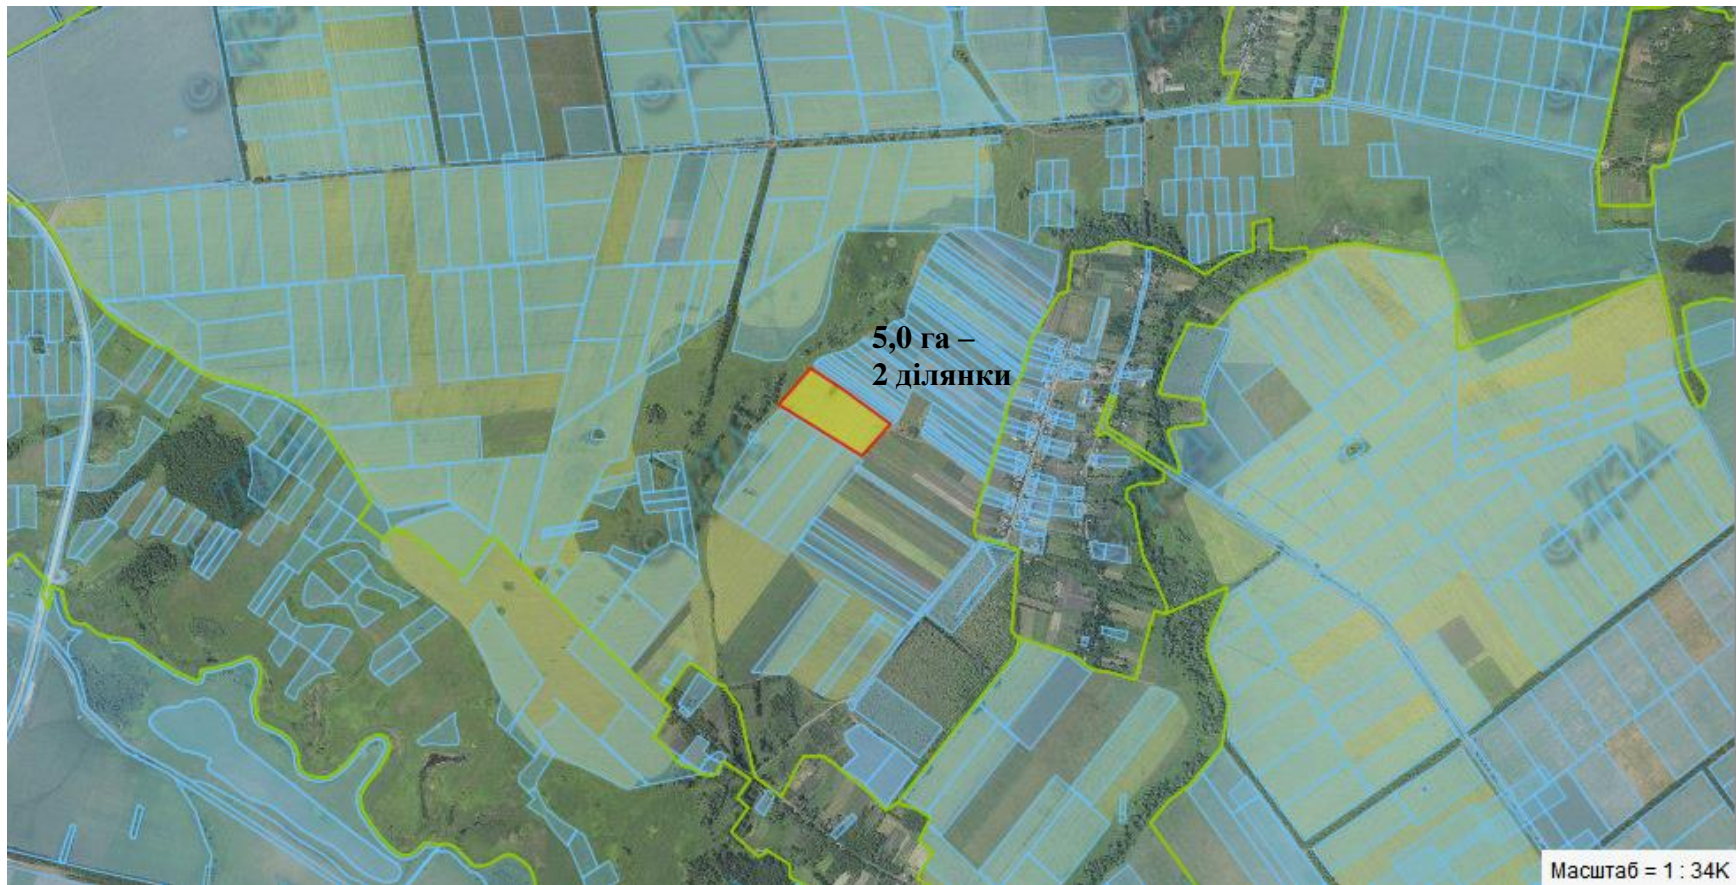 5,0 га –
2 ділянки
Масштаб = 1 : 34K